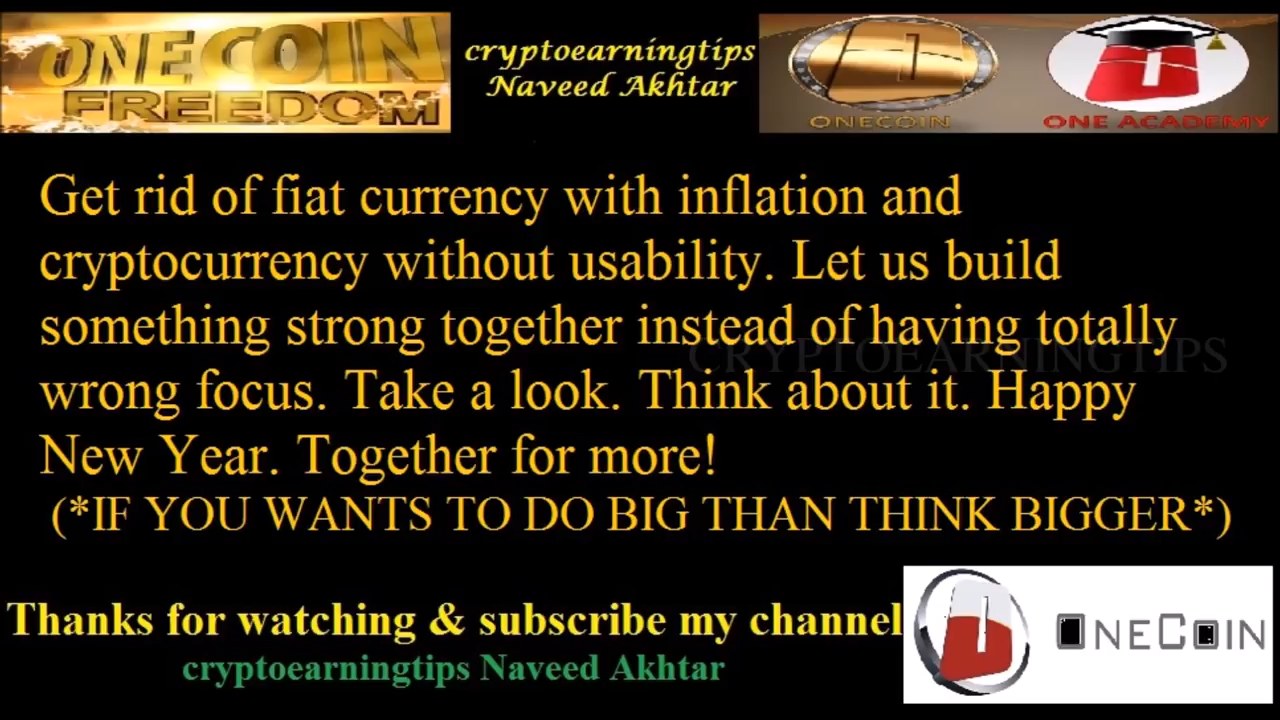 ONECOIN
FREEDOM
cryptoearningtips
Naveed Akhtar
ONECOIN
ONE ACADEMY
Get rid of fiat currency with inflation and
cryptocurrency without usability. Let us build
something strong together instead of having totally
CRYPTOEARNINGTIPS
wrong focus. Take a look. Think about it. Happy
New Year. Together for more!
(*IF YOU WANTS TO DO BIG THAN THINK BIGGER*)
Thanks for watching & subscribe my channel
cryptoearningtips Naveed Akhtar
ONECOIN